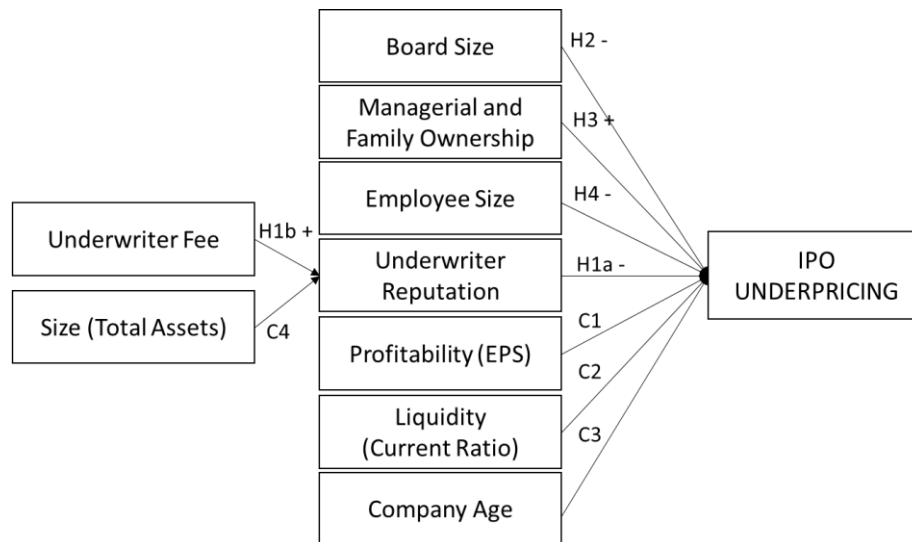 Board Size
H2 -
Managerial and
Family Ownership
H3 +
Employee Size
H4 -
Underwriter Fee
H1b +
Underwriter
Reputation
H1a -
IPO
UNDERPRICING
Size (Total Assets)
C4
Profitability (EPS)
C1
C2
Liquidity
(Current Ratio)
C3
Company Age